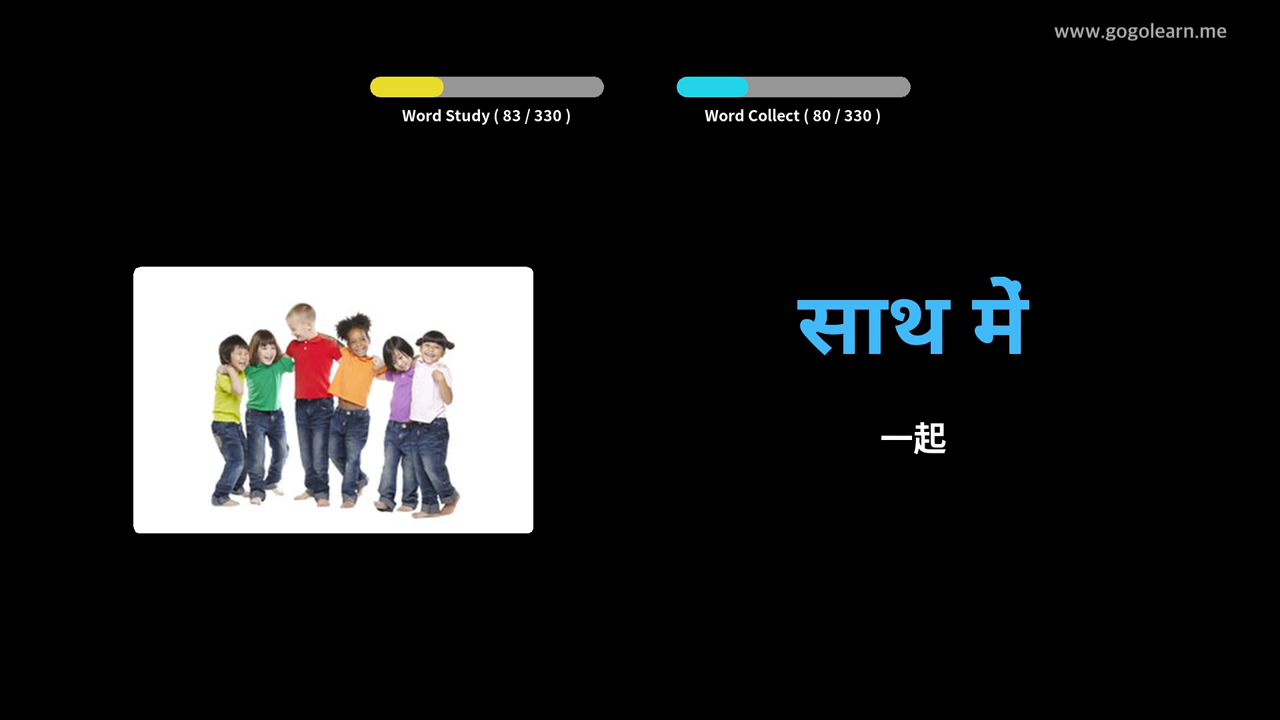 www.gogolearn.me
Word Study ( 83 / 330 )
Word Collect ( 80 / 330 )
साथ में
一起